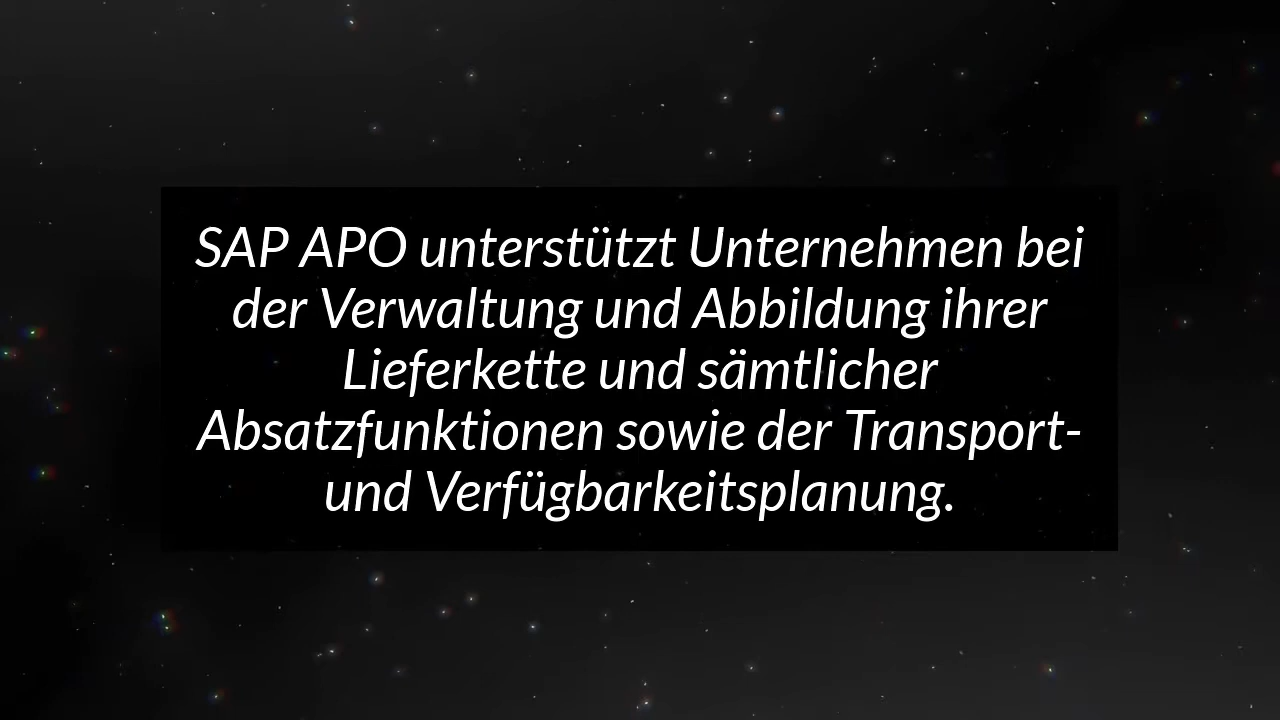 SAP APO unterstützt Unternehmen bei
der Verwaltung und Abbildung ihrer
Lieferkette und sämtlicher
Absatzfunktionen sowie der Transport-
und Verfügbarkeitsplanung.